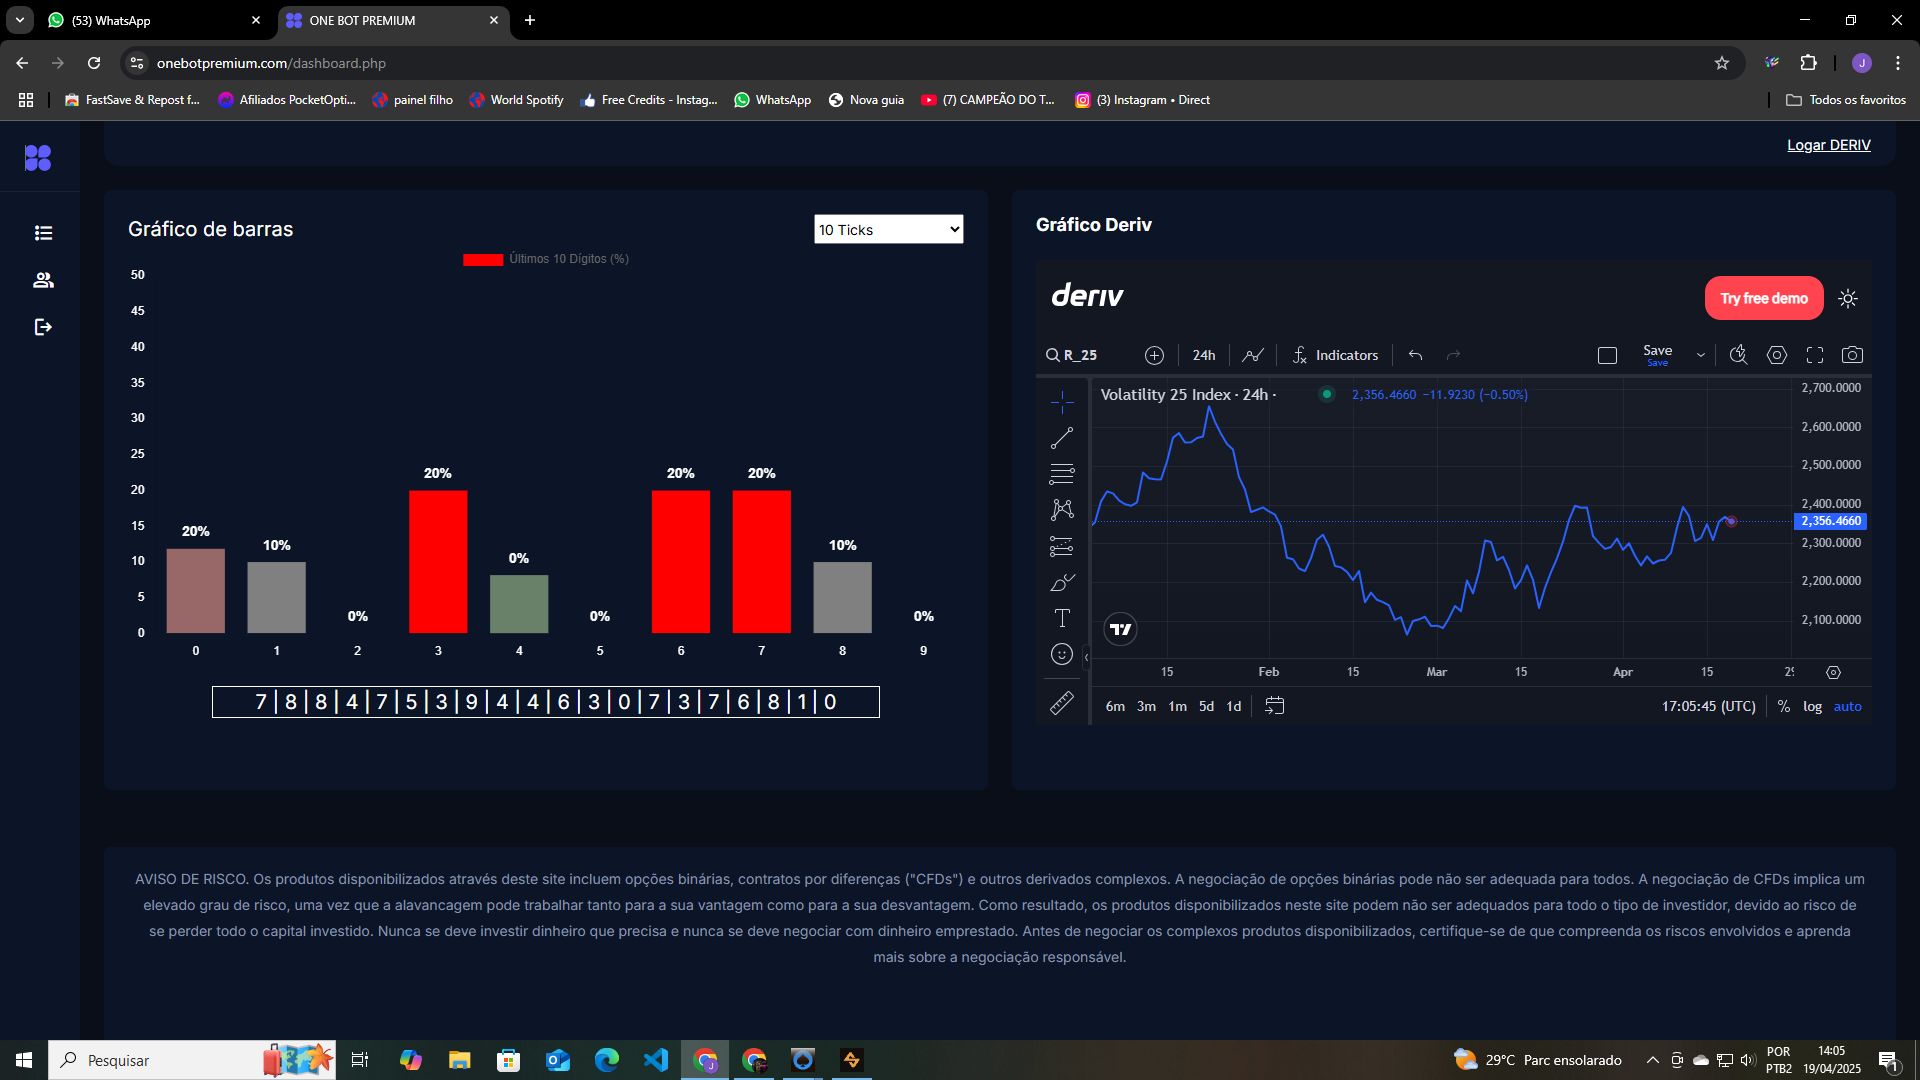 (53) WhatsApp
ONE BOT PREMIUM
onebotpremium.com/dashboard.php
J
FastSave & Repost f...
Afiliados PocketOpti...
painel filho
World Spotify
Free Credits - Instag...
WhatsApp
Nova guia
(7) CAMPEÃO DO T...
(3) Instagram • Direct
Todos os favoritos
Logar DERIV
Gráfico de barras
10 Ticks
Últimos 10 Dígitos (%)
50
45
40
35
30
25
20
15
10
5
0
20%
10%
0%
20%
0%
0%
20%
20%
10%
0%
0 1 2 3 4 5 6 7 8 9
7|8|8|4|7|5|3|9|4|4|6|3|0|7|3|7|6|8|1|0
Gráfico Deriv
deriv
Try free demo
R_25
24h
Indicators
Save
Save
Volatility 25 Index · 24h ·
2,356.4660 −11.9230 (−0.50%)
2,700.0000
2,600.0000
2,500.0000
2,400.0000
2,356.4660
2,300.0000
2,200.0000
2,100.0000
15 Feb 15 Mar 15 Apr 15 29
6m 3m 1m 5d 1d
17:05:45 (UTC)
% log auto
AVISO DE RISCO. Os produtos disponibilizados através deste site incluem opções binárias, contratos por diferenças ("CFDs") e outros derivados complexos. A negociação de opções binárias pode não ser adequada para todos. A negociação de CFDs implica um
elevado grau de risco, uma vez que a alavancagem pode trabalhar tanto para a sua vantagem como para a sua desvantagem. Como resultado, os produtos disponibilizados neste site podem não ser adequados para todo o tipo de investidor, devido ao risco de
se perder todo o capital investido. Nunca se deve investir dinheiro que precisa e nunca se deve negociar com dinheiro emprestado. Antes de negociar os complexos produtos disponibilizados, certifique-se de que compreenda os riscos envolvidos e aprenda
mais sobre a negociação responsável.
Pesquisar
29°C Parc ensolarado
POR
PTB2
14:05
19/04/2025
1